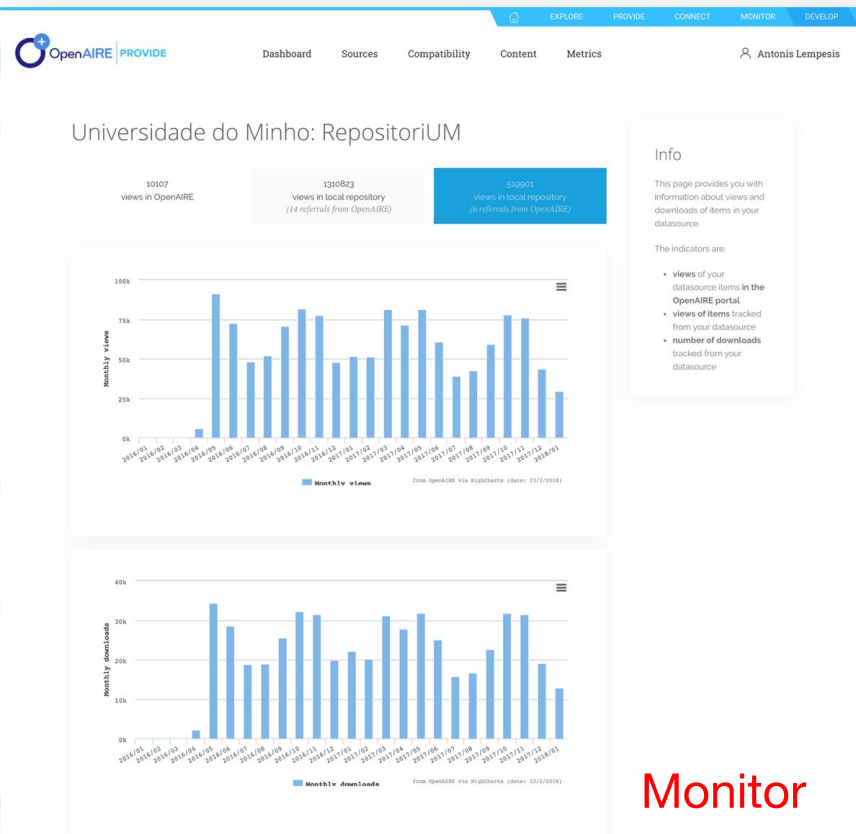 EXPLORE PROVIDE CONNECT MONITOR DEVELOP
OpenAIRE PROVIDE
Dashboard Sources Compatibility Content Metrics
Antonis Lempesis
Universidade do Minho: RepositoriUM
10107
views in OpenAIRE
1310823
views in local repository
(14 referrals from OpenAIRE)
519901
views in local repository
(6 referrals from OpenAIRE)
Info
This page provides you with
information about views and
downloads of items in your
datasource.
The indicators are:
• views of your
datasource items in the
OpenAIRE portal
• views of items tracked
from your datasource
• number of downloads
tracked from your
datasource
Monthly views
100k
75k
50k
25k
0k
2016/01 2016/02 2016/03 2016/04 2016/05 2016/06 2016/07 2016/08 2016/09 2016/10 2016/11 2016/12 2017/01 2017/02 2017/03 2017/04 2017/05 2017/06 2017/07 2017/08 2017/09 2017/10 2017/11 2017/12 2018/01
Monthly views
from OpenAIRE via HighCharts (date: 23/2/2018)
Monthly downloads
40k
30k
20k
10k
0k
2016/01 2016/02 2016/03 2016/04 2016/05 2016/06 2016/07 2016/08 2016/09 2016/10 2016/11 2016/12 2017/01 2017/02 2017/03 2017/04 2017/05 2017/06 2017/07 2017/08 2017/09 2017/10 2017/11 2017/12 2018/01
Monthly downloads
from OpenAIRE via HighCharts (date: 23/2/2018)
Monitor